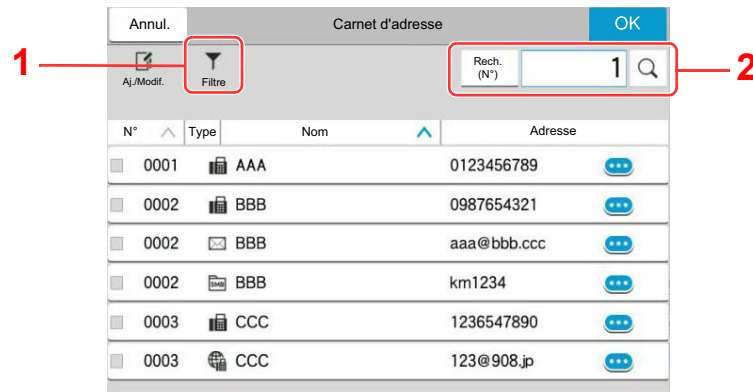 Annul. Carnet d'adresse OK
1 Aj./Modif. Filtre Rech. (N°) 1 2
N° Type Nom Adresse
0001 AAA 0123456789
0002 BBB 0987654321
0002 BBB aaa@bbb.ccc
0002 SMB BBB km1234
0003 CCC 1236547890
0003 CCC 123@908.jp